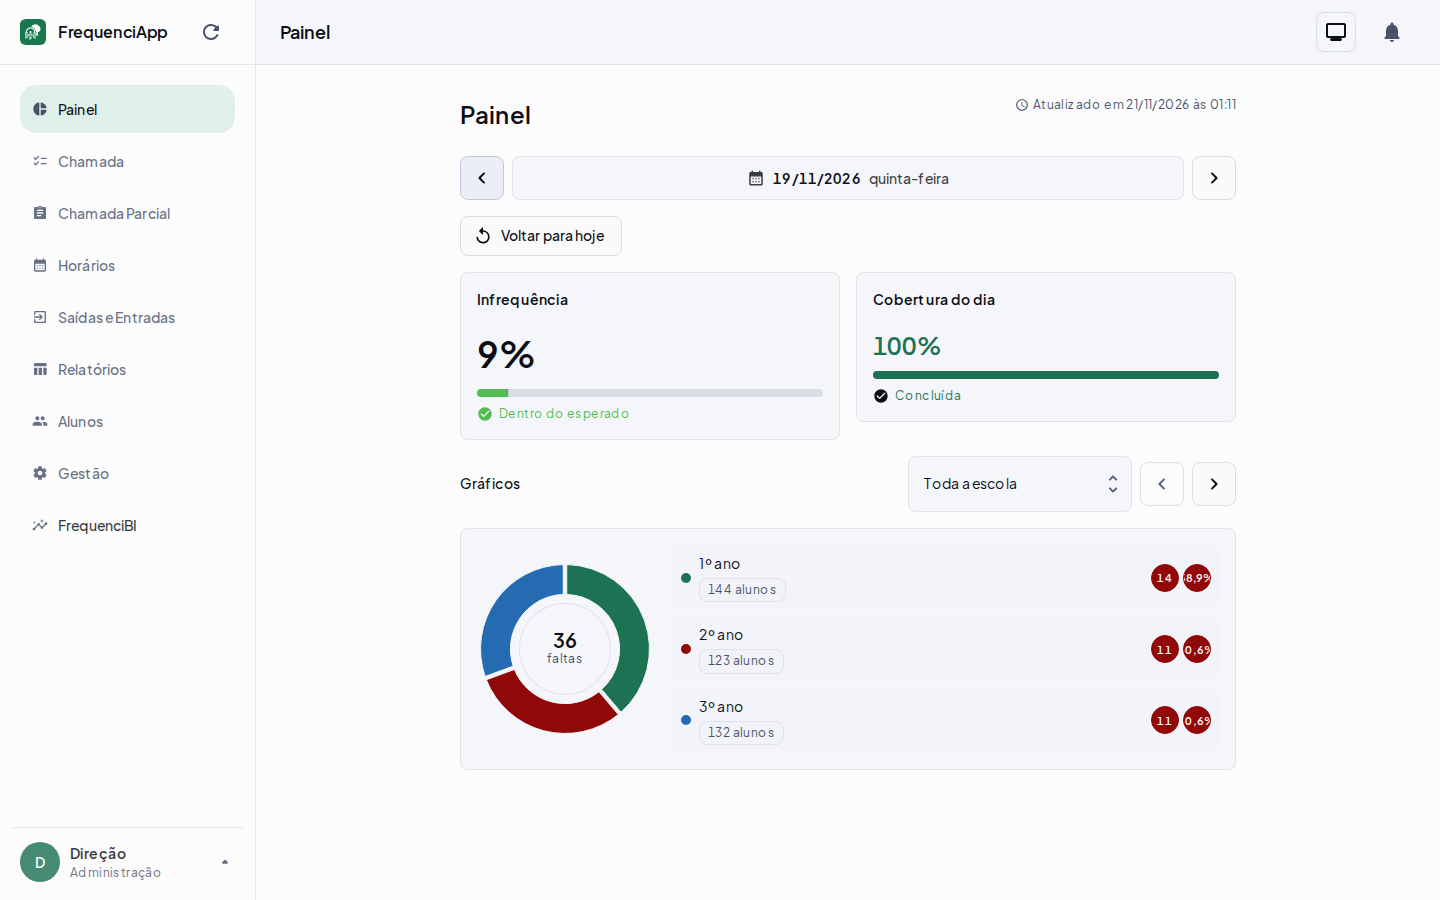 FrequenciApp
Painel
Painel
Chamada
Chamada Parcial
Horários
Saídas e Entradas
Relatórios
Alunos
Gestão
FrequenciBI
D
Direção
Administração
Painel
Atualizado em 21/11/2026 às 01:11
19/11/2026 quinta-feira
Voltar para hoje
Infrequência
9%
Dentro do esperado
Cobertura do dia
100%
Concluída
Gráficos
Toda a escola
36
faltas
1º ano
144 alunos
14
2º ano
123 alunos
11
3º ano
132 alunos
11